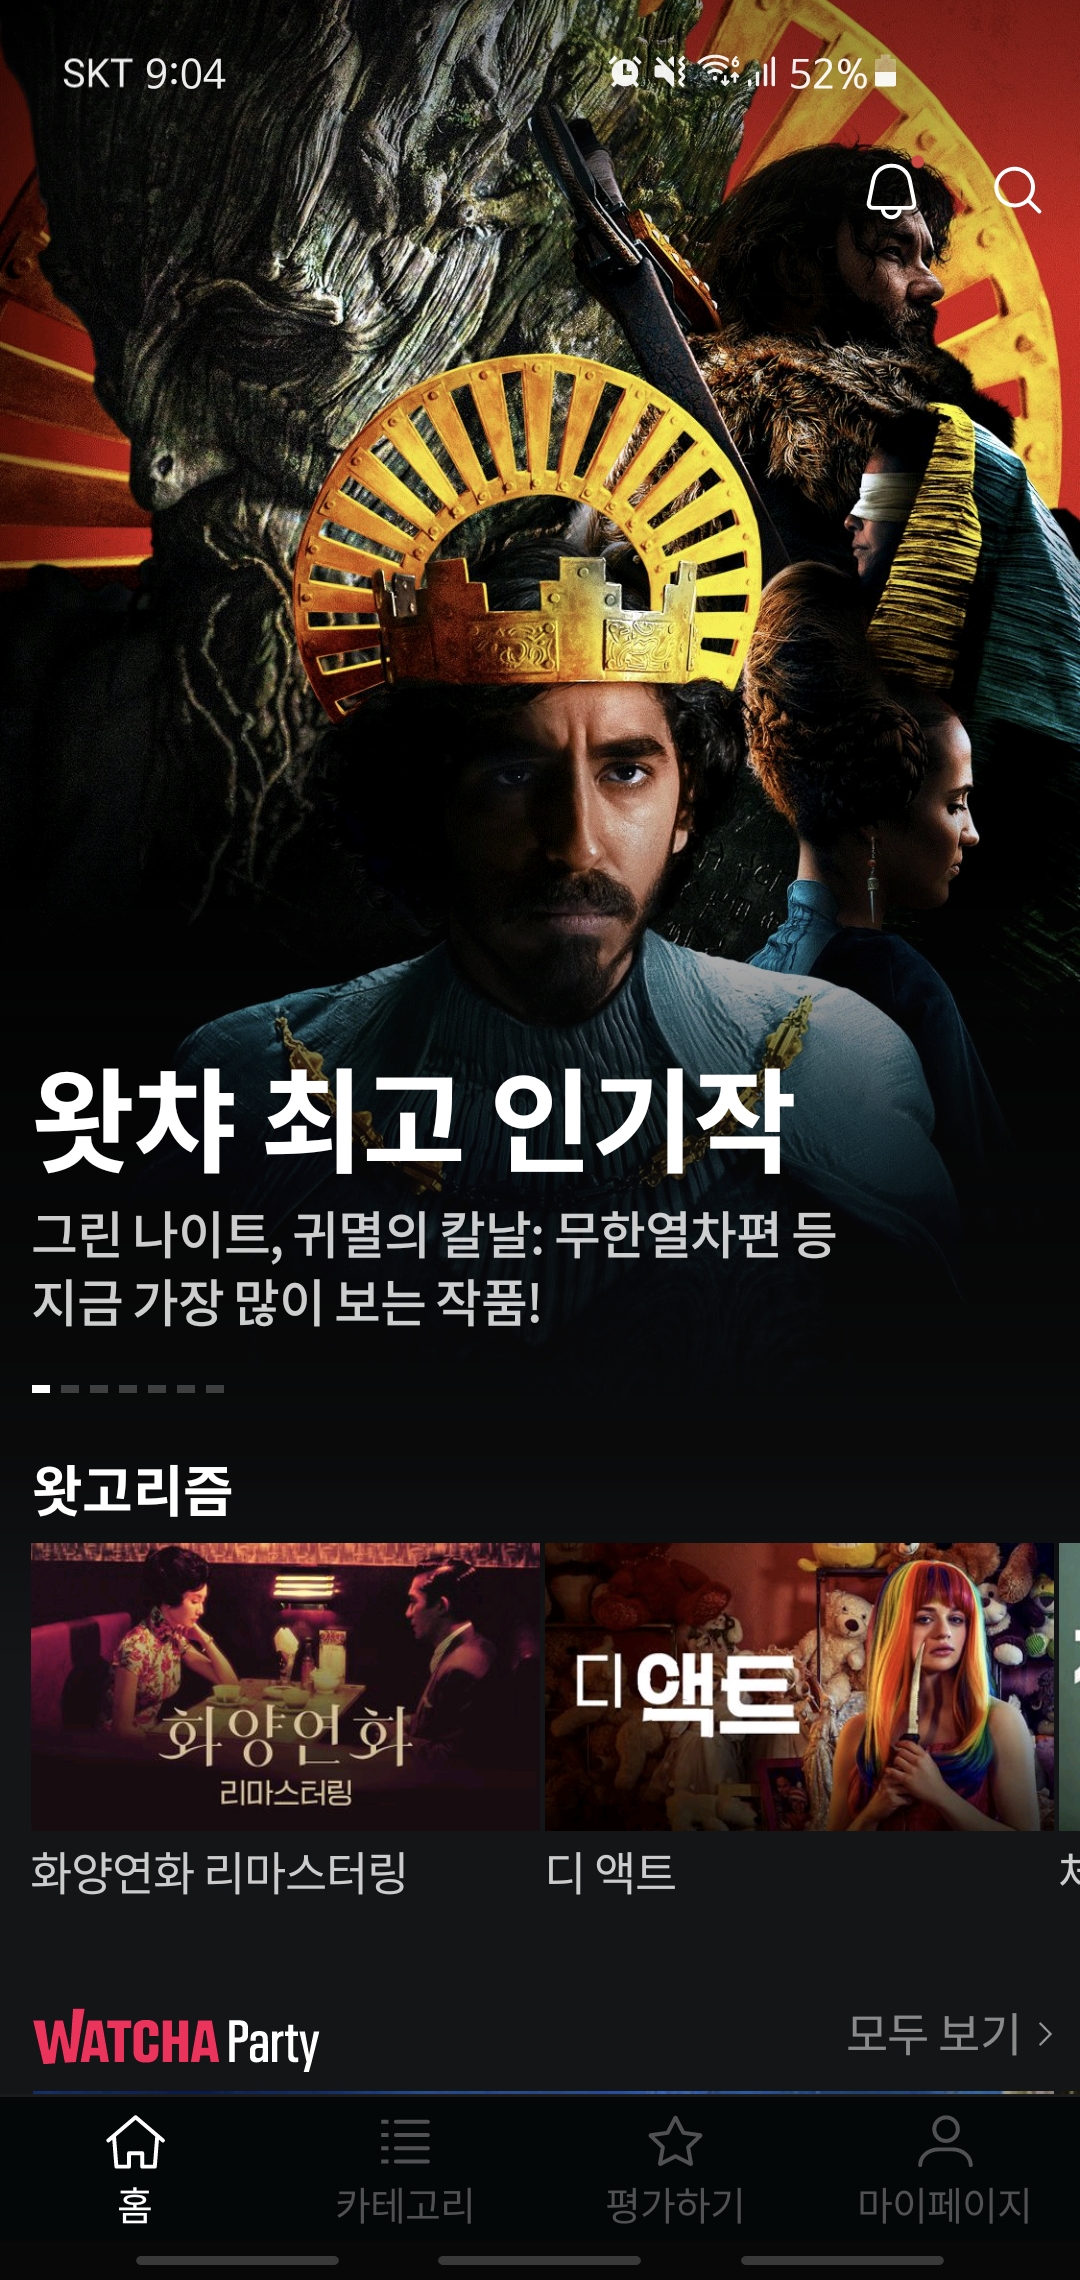 SKT 9:04
52%
왓챠 최고 인기작
그린 나이트, 귀멸의 칼날: 무한열차편 등
지금 가장 많이 보는 작품!
왓고리즘
화양연화
리마스터링
디 액트
화양연화 리마스터링
디 액트
WATCHA Party
모두 보기
홈
카테고리
평가하기
마이페이지